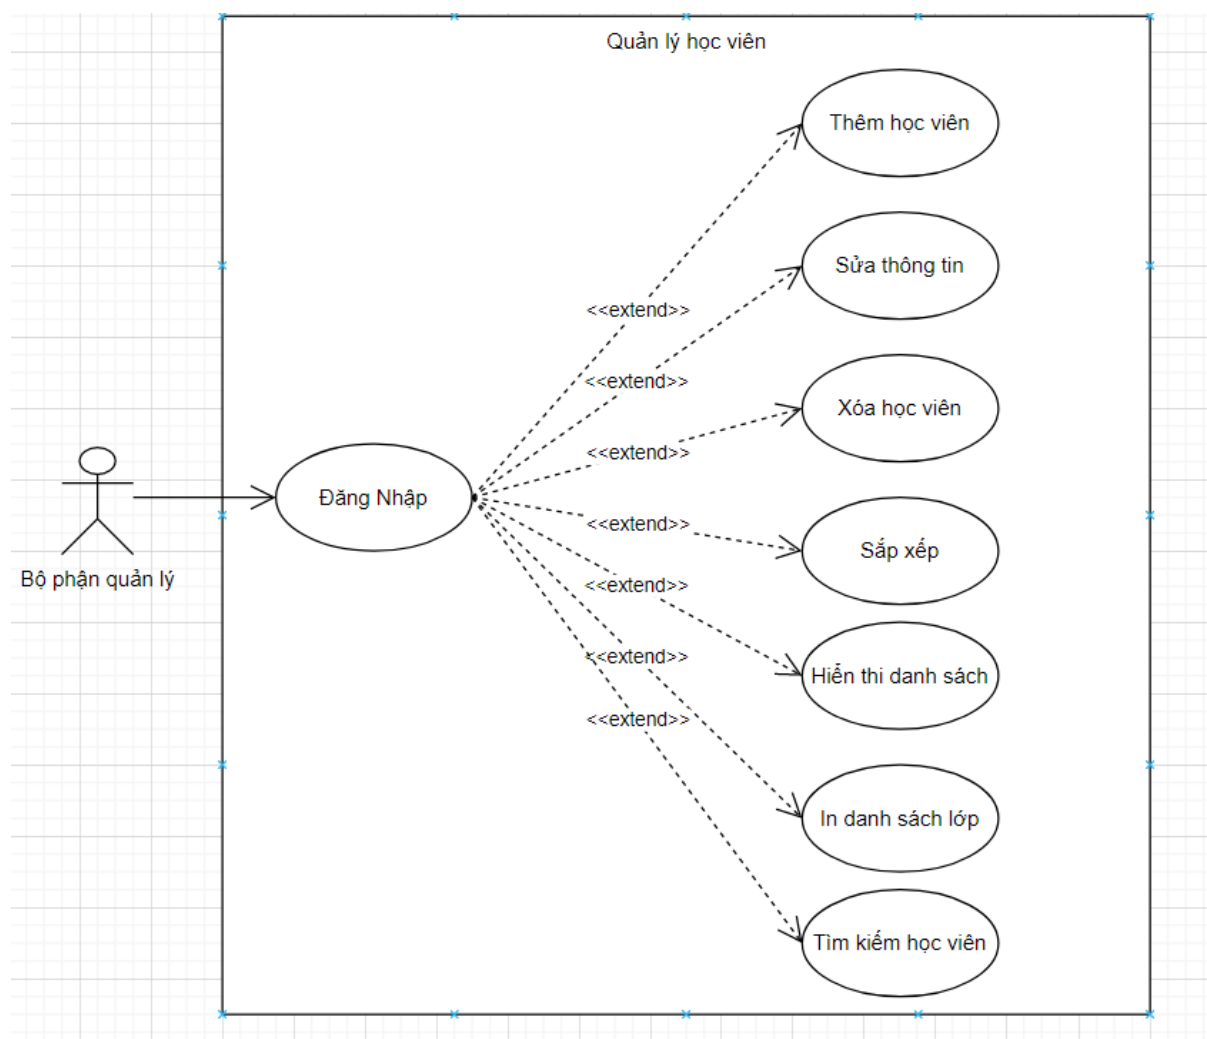 Quản lý học viên
Thêm học viên
Sửa thông tin
<<extend>>
<<extend>>
Xóa học viên
<<extend>>
Đăng Nhập
<<extend>>
Sắp xếp
Bộ phận quản lý
<<extend>>
<<extend>>
Hiển thi danh sách
<<extend>>
In danh sách lớp
Tìm kiếm học viên